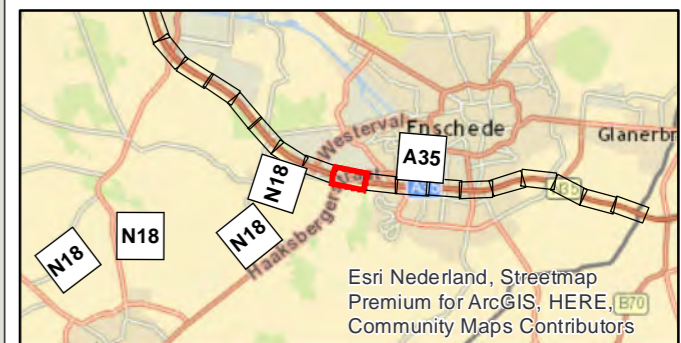 Westerval
Enschede
A35
Glanerbr
N18
A35
N18
N18
N18
Haaksbergerstraat
Esri Nederland, Streetmap
Premium for ArcGIS, HERE,
B70
Community Maps Contributors